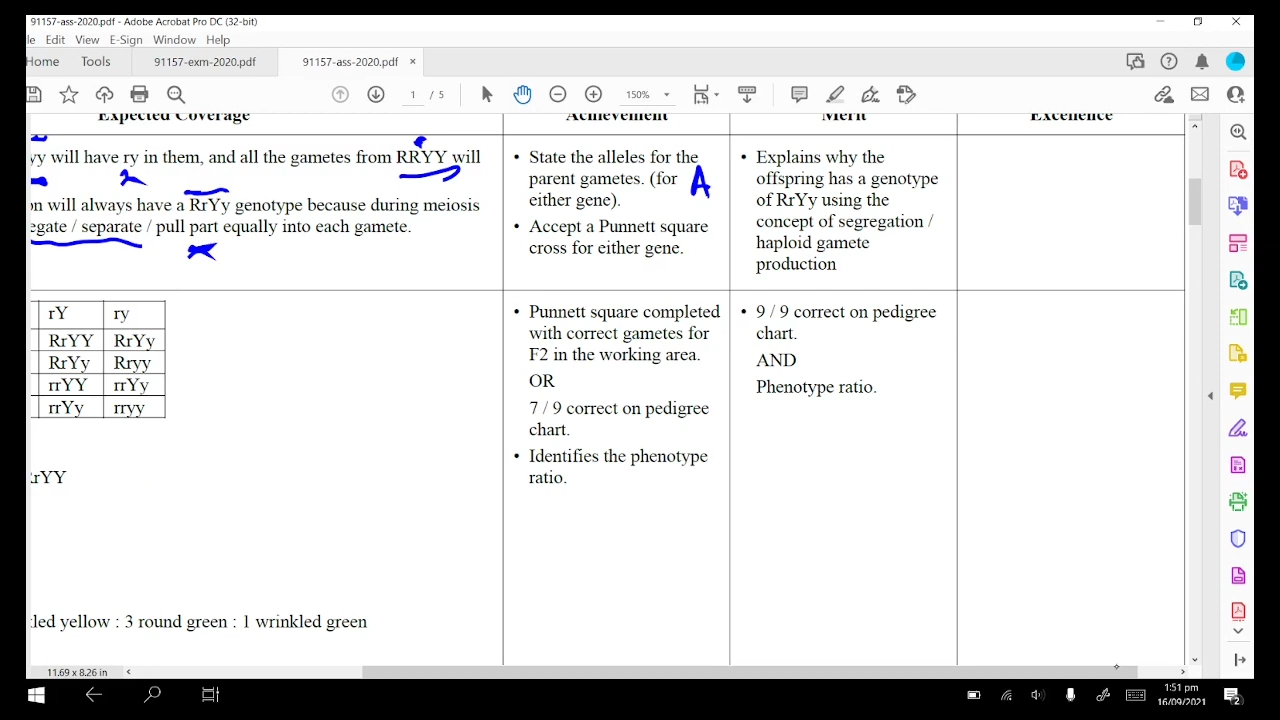 91157-ass-2020.pdf - Adobe Acrobat Pro DC (32-bit)
le Edit View E-Sign Window Help
Home Tools 91157-exm-2020.pdf 91157-ass-2020.pdf ×
1 / 5 150%
Expected Coverage Achievement Merit Excellence
yy will have ry in them, and all the gametes from RRYY will
on will always have a RrYy genotype because during meiosis
egate / separate / pull part equally into each gamete.
• State the alleles for the
parent gametes. (for
either gene).
A
• Accept a Punnett square
cross for either gene.
• Explains why the
offspring has a genotype
of RrYy using the
concept of segregation /
haploid gamete
production
rY ry
RrYY RrYy
RrYy Rryy
rrYY rrYy
rrYy rryy
RrYY
led yellow : 3 round green : 1 wrinkled green
• Punnett square completed
with correct gametes for
F2 in the working area.
OR
7 / 9 correct on pedigree
chart.
• Identifies the phenotype
ratio.
• 9 / 9 correct on pedigree
chart.
AND
Phenotype ratio.
11.69 x 8.26 in
1:51 pm
16/09/2021
2